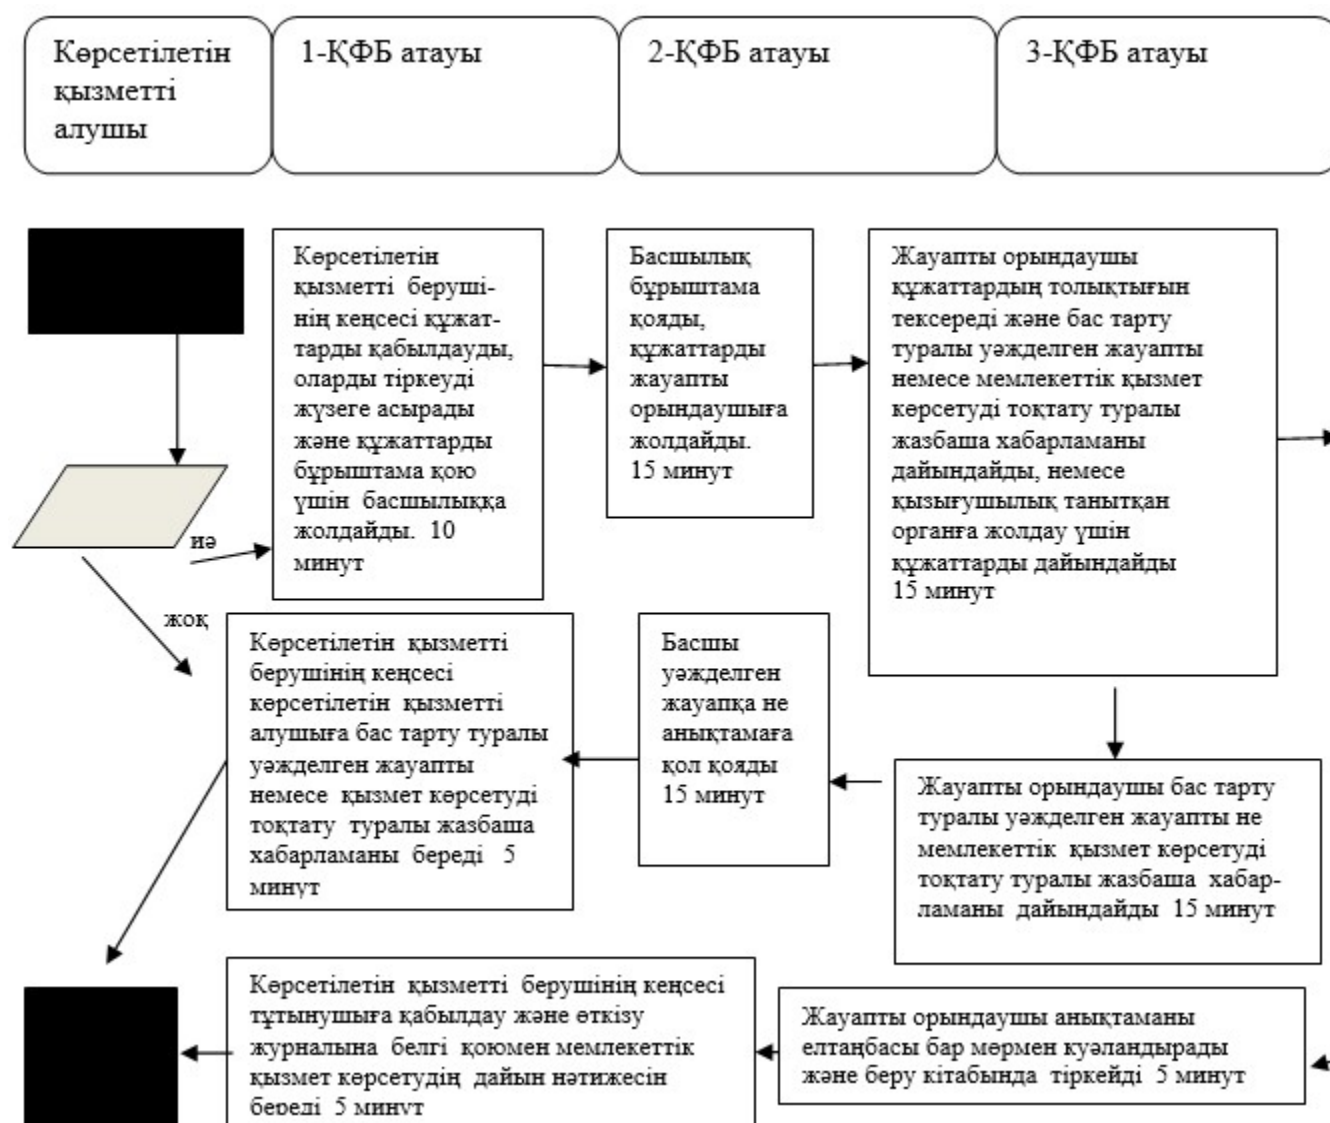 Көрсетілетін
қызметті
алушы
1-ҚФБ атауы
2-ҚФБ атауы
3-ҚФБ атауы
Көрсетілетін
қызметті беруші-
нің кеңсесі құжат-
тарды қабылдауды,
оларды тіркеуді
жүзеге асырады
және құжаттарды
бұрыштама қою
үшін басшылыққа
жолдайды. 10
минут
Басшылық
бұрыштама
қояды,
құжаттарды
жауапты
орындаушыға
жолдайды.
15 минут
Жауапты орындаушы
құжаттардың толықтығын
тексереді және бас тарту
туралы уәжделген жауапты
немесе мемлекеттік қызмет
көрсетуді тоқтату туралы
жазбаша хабарламаны
дайындайды, немесе
қызығушылық танытқан
органға жолдау үшін
құжаттарды дайындайды
15 минут
иә
жоқ
Көрсетілетін қызметті
берушінің кеңсесі
көрсетілетін қызметті
алушыға бас тарту туралы
уәжделген жауапты
немесе қызмет көрсетуді
тоқтату туралы жазбаша
хабарламаны береді 5
минут
Басшы
уәжделген
жауапқа не
анықтамаға
қол қояды
15 минут
Жауапты орындаушы бас тарту
туралы уәжделген жауапты не
мемлекеттік қызмет көрсетуді
тоқтату туралы жазбаша хабар-
ламаны дайындайды 15 минут
Көрсетілетін қызметті берушінің кеңсесі
тұтынушыға қабылдау және өткізу
журналына белгі қоюмен мемлекеттік
қызмет көрсетудің дайын нәтижесін
береді 5 минут
Жауапты орындаушы анықтаманы
елтаңбасы бар мөрмен куәландырады
және беру кітабында тіркейді 5 минут